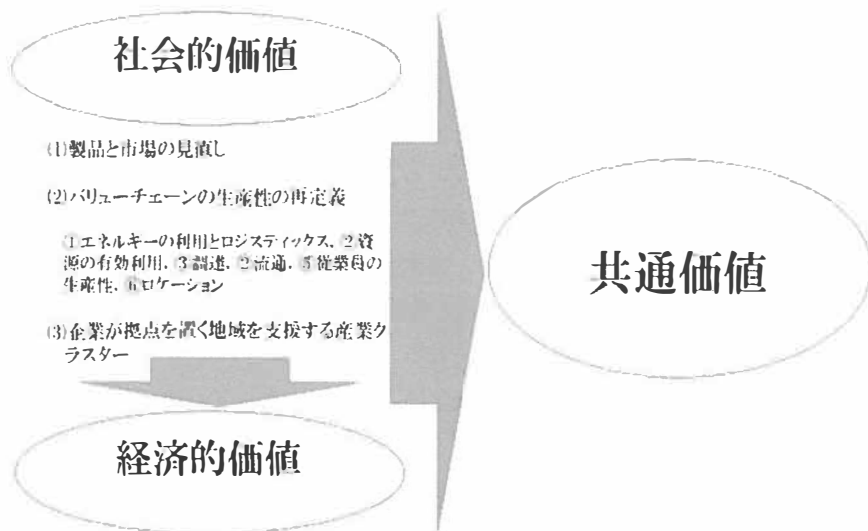 社会的価値
(1)製品と市場の見直し
(2)バリューチェーンの生産性の再定義
①エネルギーの利用とロジスティックス、②資
源の有効利用、③調達、②流通、⑤従業員の
生産性、⑥ロケーション
(3)企業が拠点を置く地域を支援する産業ク
ラスター
経済的価値
共通価値